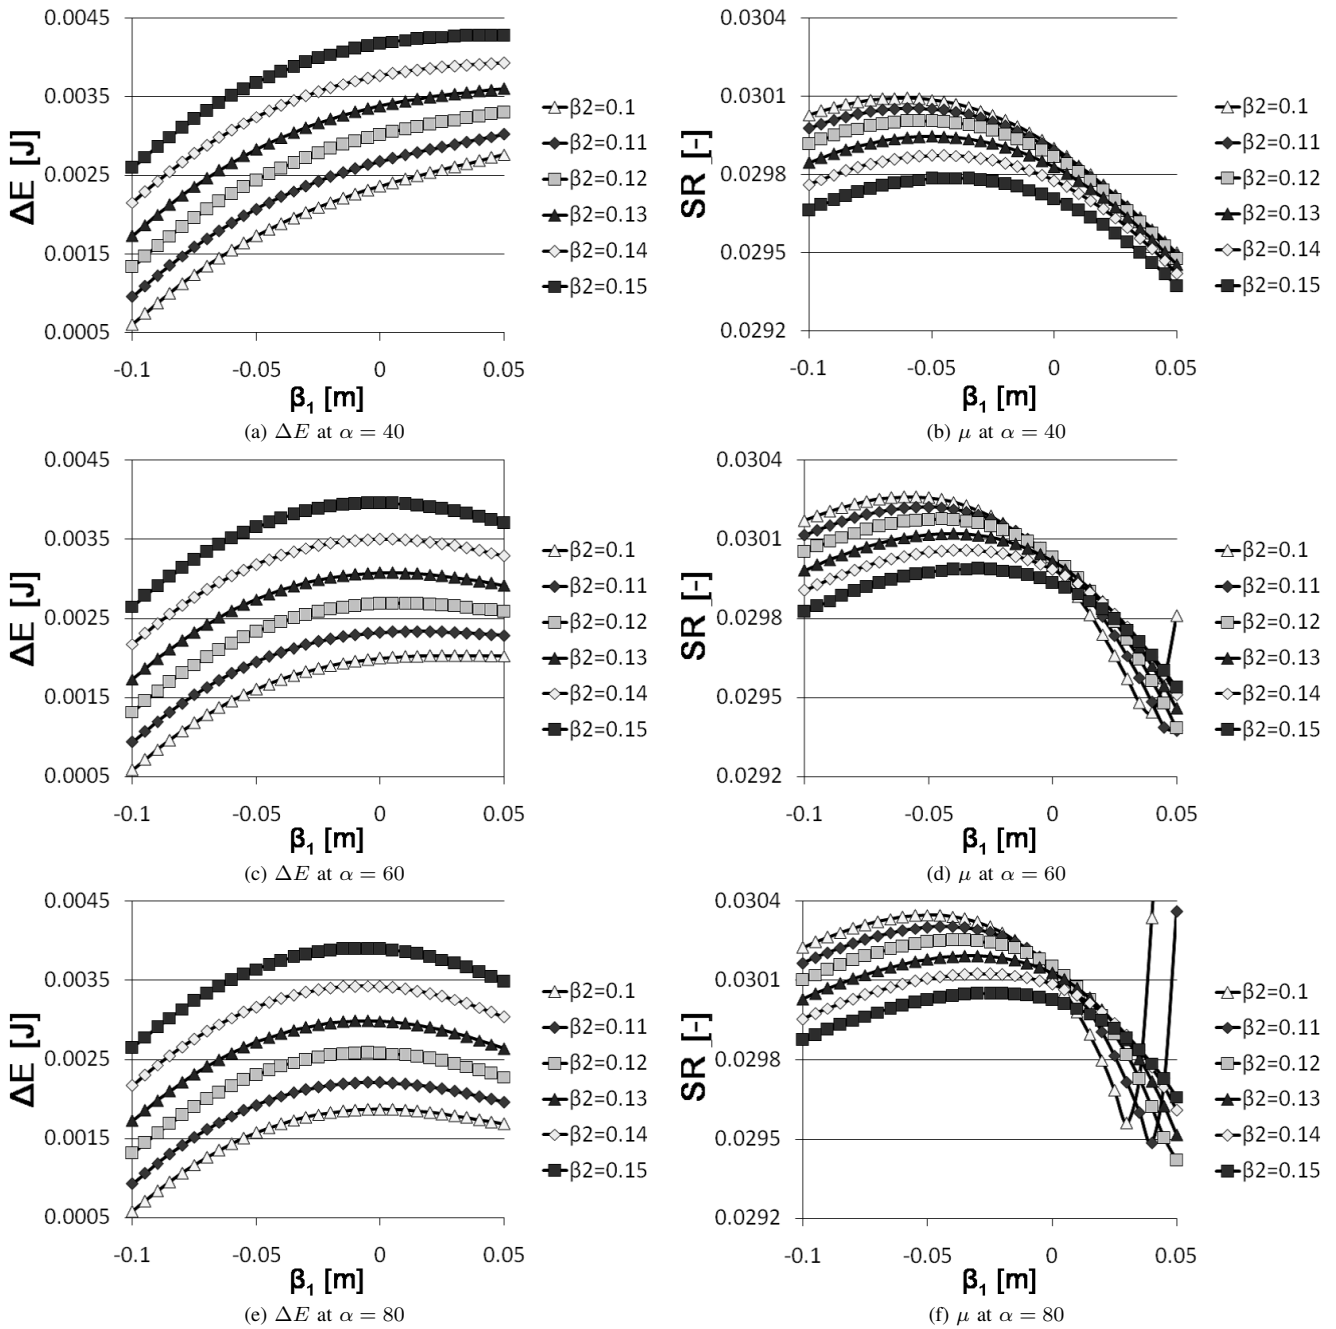 0.0045
0.0035
0.0025
0.0015
0.0005
ΔE [J]
-0.1 -0.05 0 0.05
β₁ [m]
β2=0.1
β2=0.11
β2=0.12
β2=0.13
β2=0.14
β2=0.15
(a) ΔE at α = 40
0.0304
0.0301
0.0298
0.0295
0.0292
SR [-]
-0.1 -0.05 0 0.05
β₁ [m]
β2=0.1
β2=0.11
β2=0.12
β2=0.13
β2=0.14
β2=0.15
(b) μ at α = 40
0.0045
0.0035
0.0025
0.0015
0.0005
ΔE [J]
-0.1 -0.05 0 0.05
β₁ [m]
β2=0.1
β2=0.11
β2=0.12
β2=0.13
β2=0.14
β2=0.15
(c) ΔE at α = 60
0.0304
0.0301
0.0298
0.0295
0.0292
SR [-]
-0.1 -0.05 0 0.05
β₁ [m]
β2=0.1
β2=0.11
β2=0.12
β2=0.13
β2=0.14
β2=0.15
(d) μ at α = 60
0.0045
0.0035
0.0025
0.0015
0.0005
ΔE [J]
-0.1 -0.05 0 0.05
β₁ [m]
β2=0.1
β2=0.11
β2=0.12
β2=0.13
β2=0.14
β2=0.15
(e) ΔE at α = 80
0.0304
0.0301
0.0298
0.0295
0.0292
SR [-]
-0.1 -0.05 0 0.05
β₁ [m]
β2=0.1
β2=0.11
β2=0.12
β2=0.13
β2=0.14
β2=0.15
(f) μ at α = 80